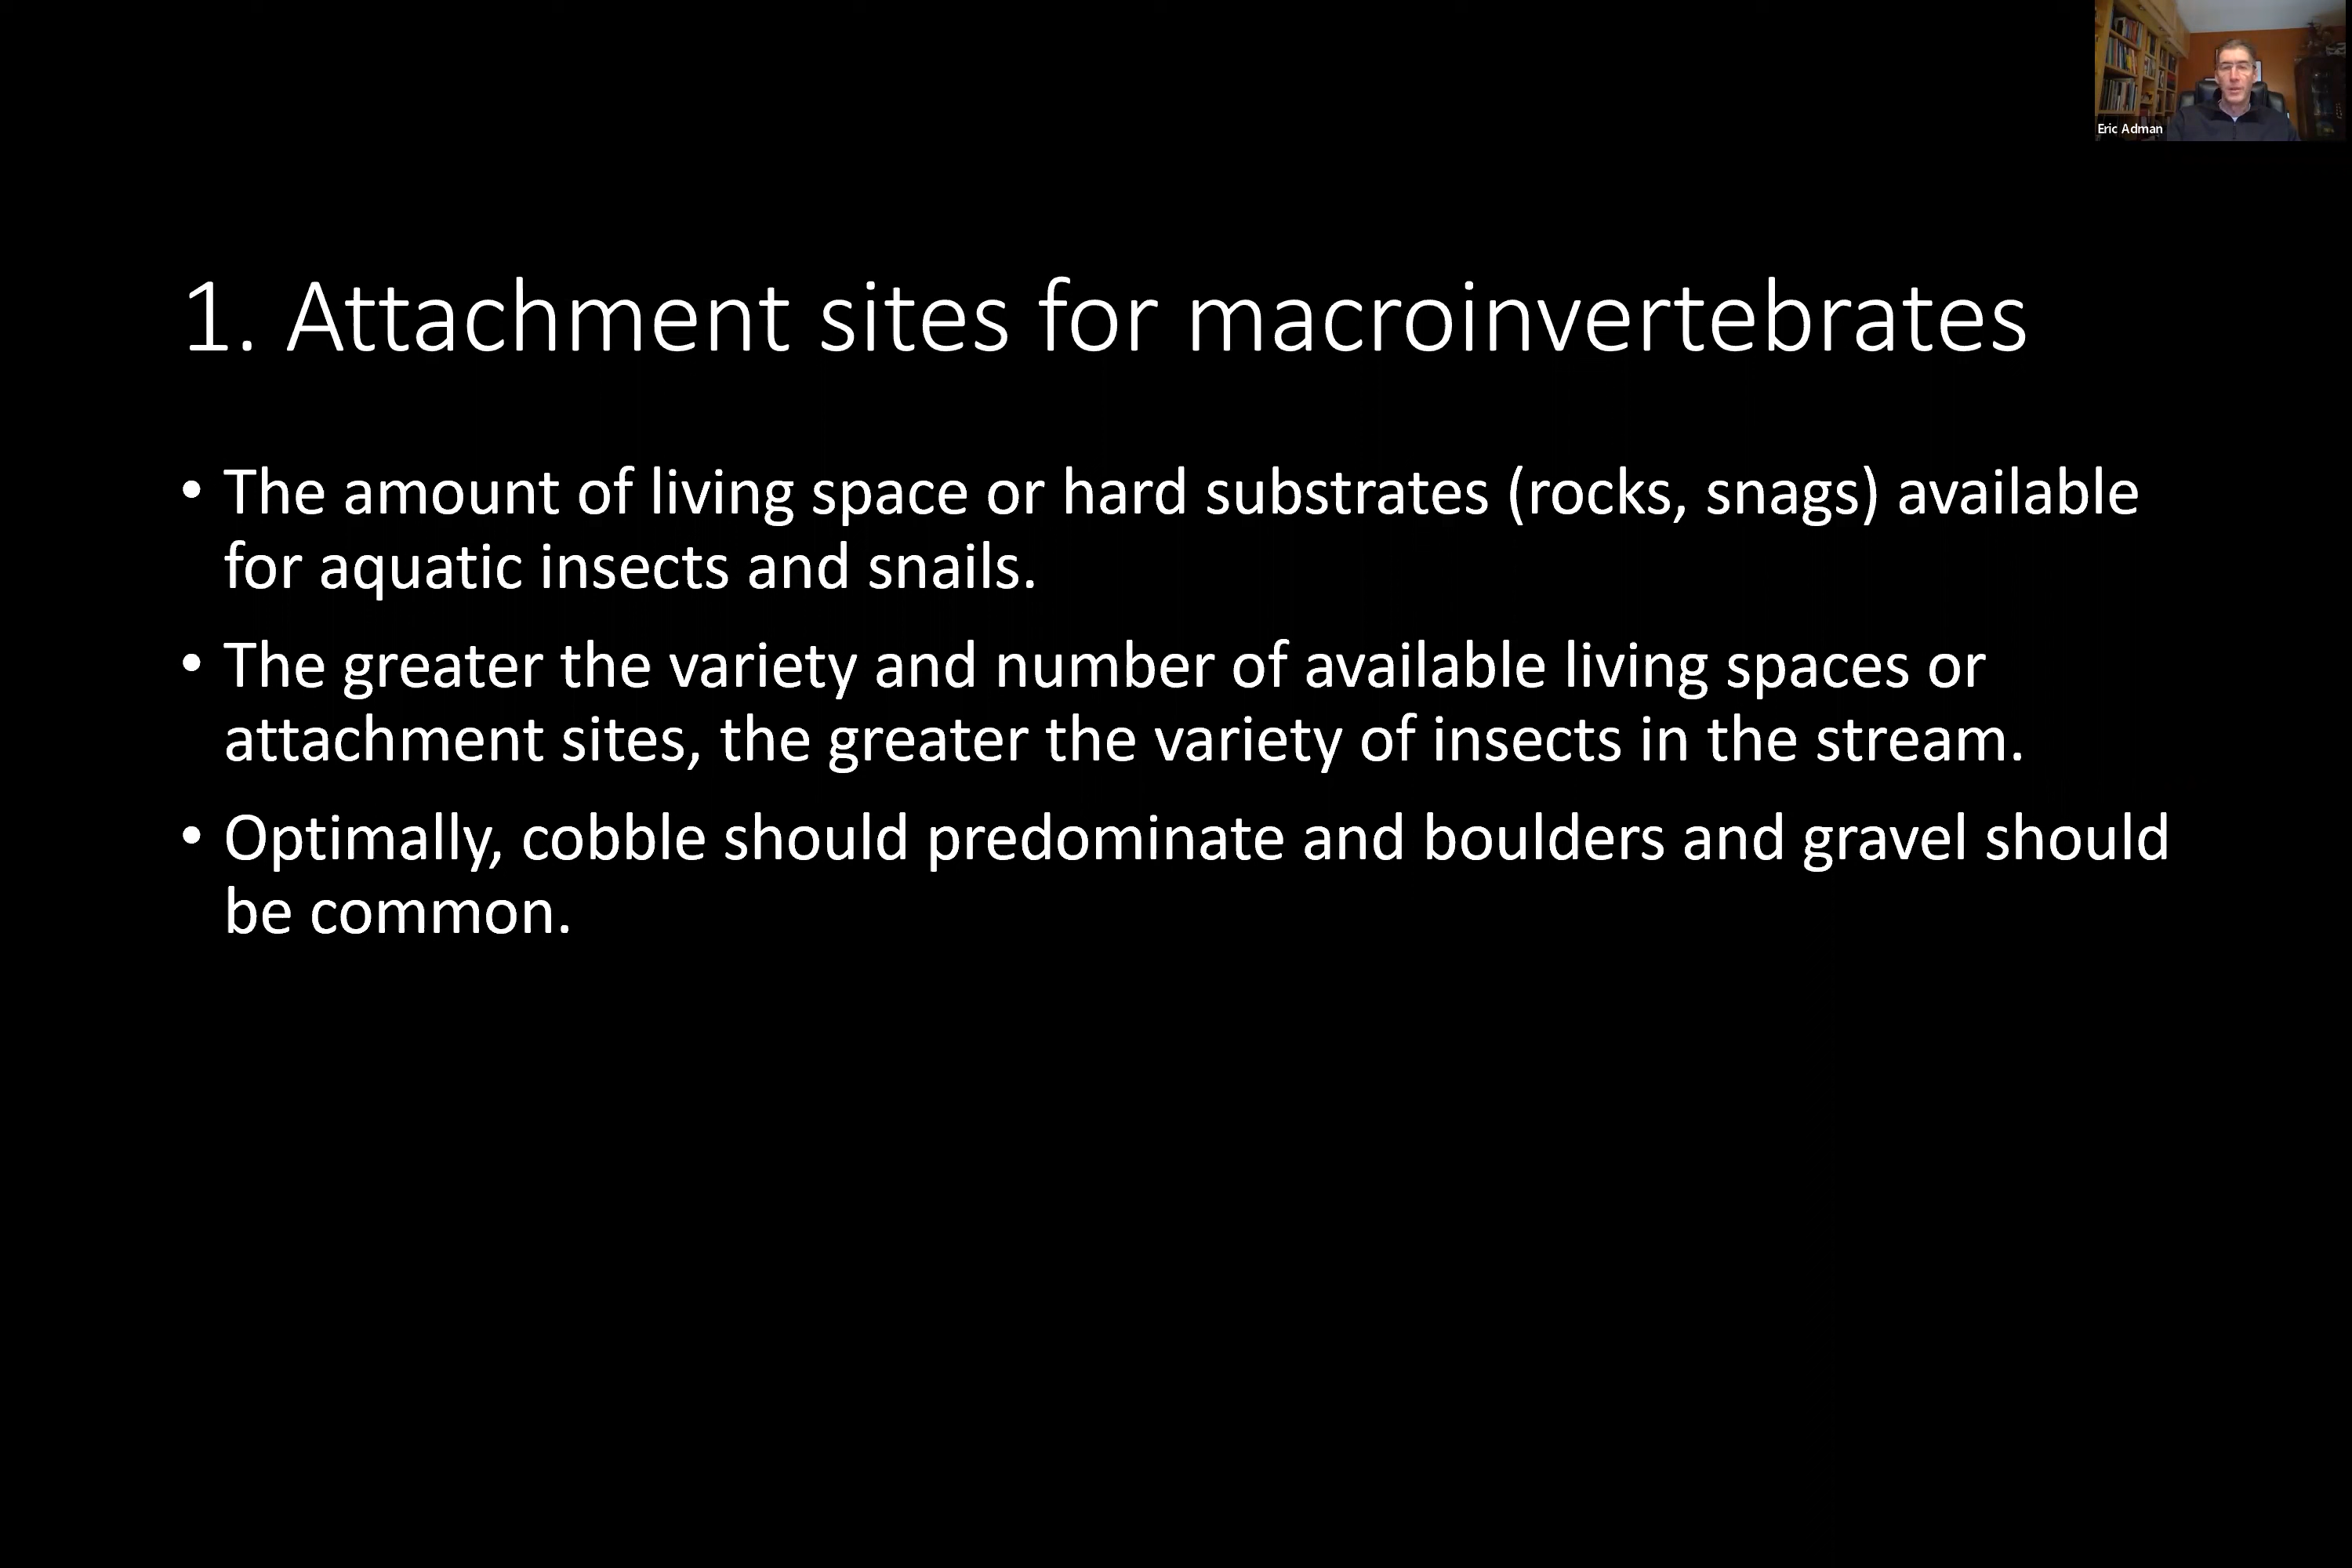 Eric Adman
1. Attachment sites for macroinvertebrates
• The amount of living space or hard substrates (rocks, snags) available
for aquatic insects and snails.
• The greater the variety and number of available living spaces or
attachment sites, the greater the variety of insects in the stream.
• Optimally, cobble should predominate and boulders and gravel should
be common.